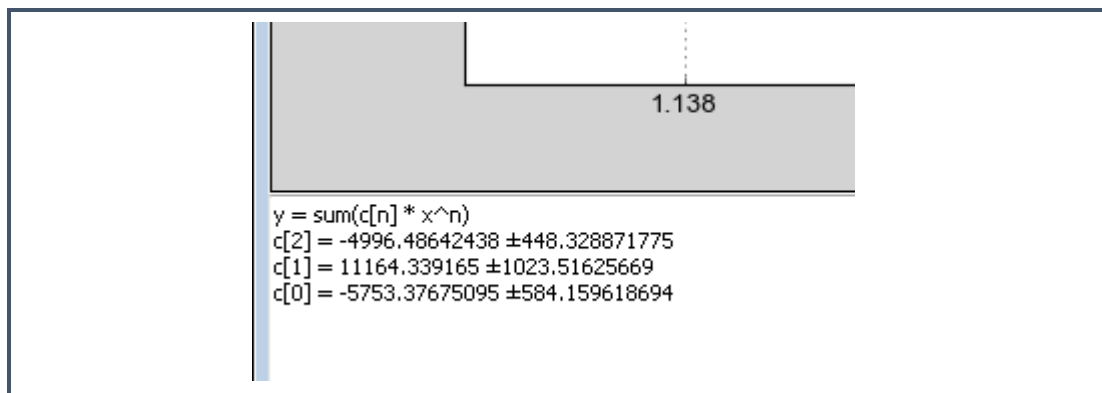 1.138
y = sum(c[n] * x^n)
c[2] = -4996.48642438 ±448.328871775
c[1] = 11164.339165 ±1023.51625669
c[0] = -5753.37675095 ±584.159618694